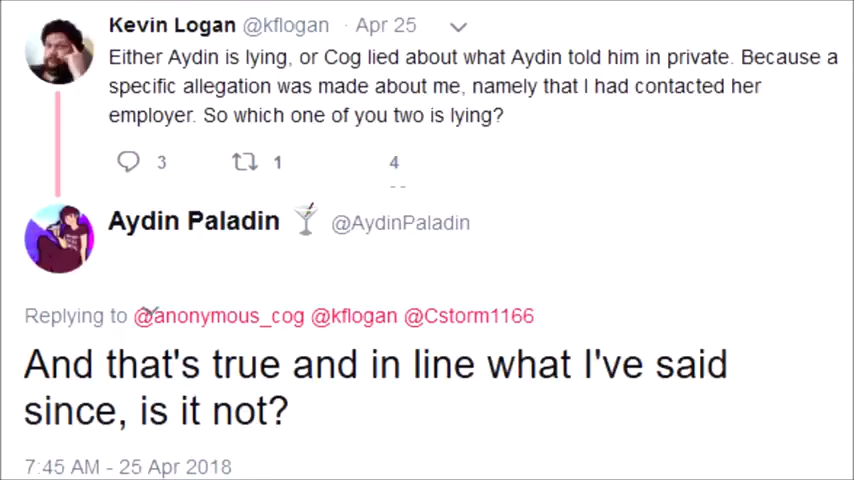 Kevin Logan @kflogan · Apr 25
Either Aydin is lying, or Cog lied about what Aydin told him in private. Because a
specific allegation was made about me, namely that I had contacted her
employer. So which one of you two is lying?
3 1 4
Aydin Paladin 🍸 @AydinPaladin
Replying to @anonymous_cog @kflogan @Cstorm1166
And that's true and in line what I've said
since, is it not?
7:45 AM - 25 Apr 2018